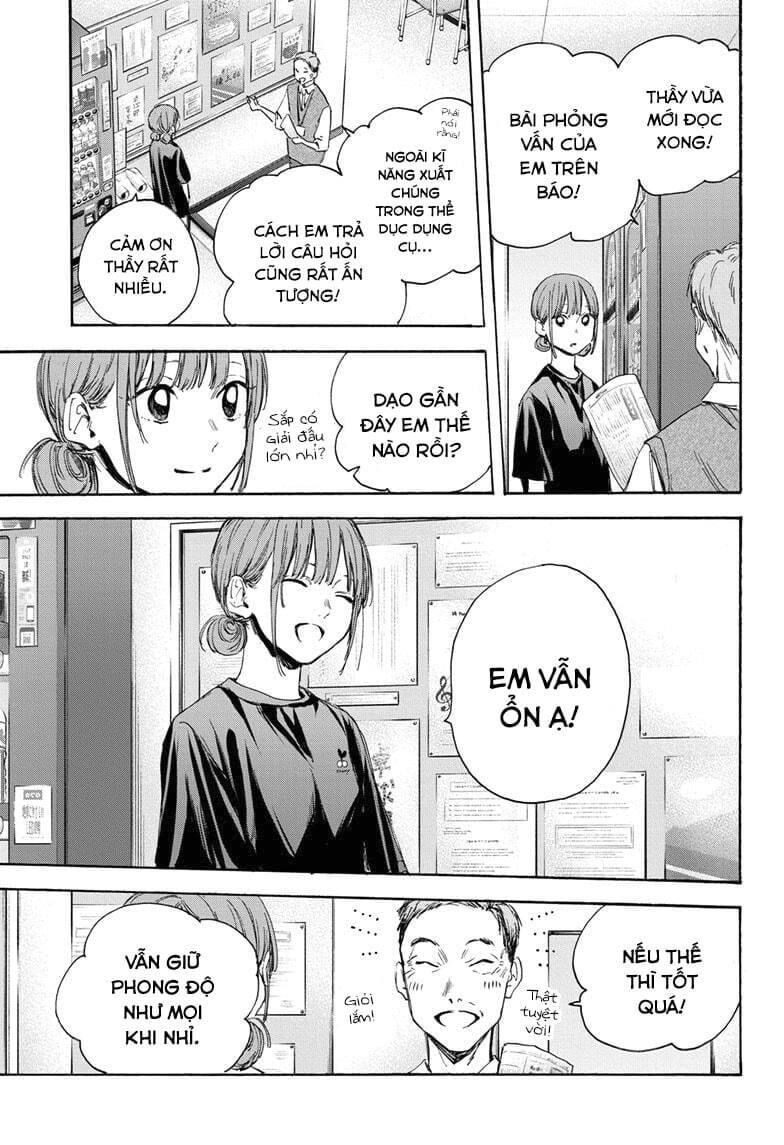 THẦY VỪA
MỚI ĐỌC
XONG!
BÀI PHỎNG
VẤN CỦA
EM TRÊN
BÁO!
Phải
nói
rằng!
NGOÀI KĨ
NĂNG XUẤT
CHÚNG
TRONG THỂ
DỤC DỤNG
CỤ...
CÁCH EM TRẢ
LỜI CÂU HỎI
CŨNG RẤT ẤN
TƯỢNG!
CẢM ƠN
THẦY RẤT
NHIỀU.
DẠO GẦN
ĐÂY EM THẾ
NÀO RỒI?
Sắp có
giải đấu
lớn nhỉ?
EM VẪN
ỔN Ạ!
NẾU THẾ
THÌ TỐT
QUÁ!
Thật
tuyệt
vời!
Giỏi
lắm!
VẪN GIỮ
PHONG ĐỘ
NHƯ MỌI
KHI NHỈ.